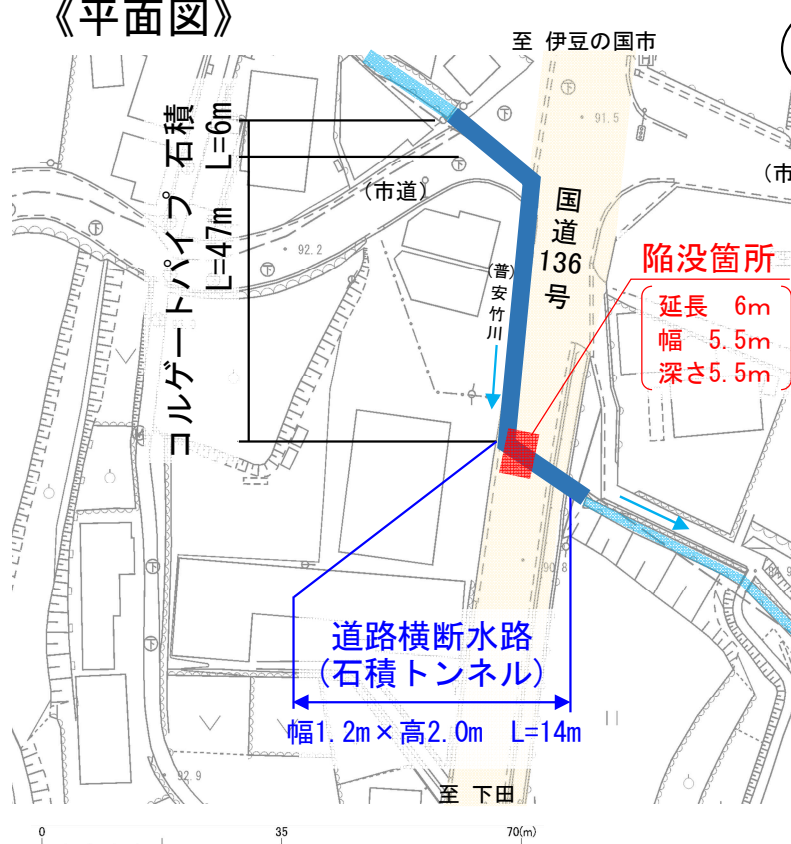 《平面図》
至 伊豆の国市
91.5
石積
L=6m
コルゲートパイプ
L=47m
(市道)
(市
92.2
国道136号
(普)安竹川
陥没箇所
延長 6m
幅 5.5m
深さ5.5m
90.8
道路横断水路
(石積トンネル)
幅1.2m×高2.0m L=14m
92.9
至 下田
0 35 70(m)